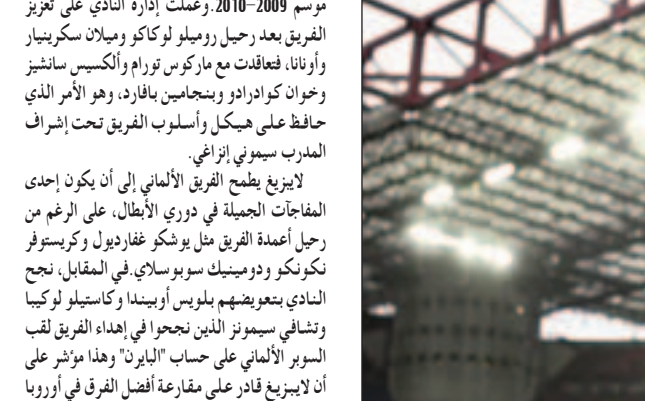 موسم 2009-2010.وعملت إدارة النادي على تعزيز
الفريق بعد رحيل روميلو لوكاكو وميلان سكرينيار
وأونانا، فتعاقدت مع ماركوس تورام وألكسيس سانشيز
وخوان كوادرادو وبنجامين بافارد، وهو الأمر الذي
حافظ على هيكل وأسلوب الفريق تحت إشراف
المدرب سيموني إنزاغي.
لايبزيغ يطمح الفريق الألماني إلى أن يكون إحدى
المفاجآت الجميلة في دوري الأبطال، على الرغم من
رحيل أعمدة الفريق مثل يوشكو غفارديول وكريستوفر
نكونكو ودومينيك سوبوسلاي.في المقابل، نجح
النادي بتعويضهم بلويس أوبيندا وكاستيلو لوكيبا
وتشافي سيمونز الذين نجحوا في إهداء الفريق لقب
السوبر الألماني على حساب "البايرن" وهذا مؤشر على
أن لايبزيغ قادر على مقارعة أفضل الفرق في أوروبا